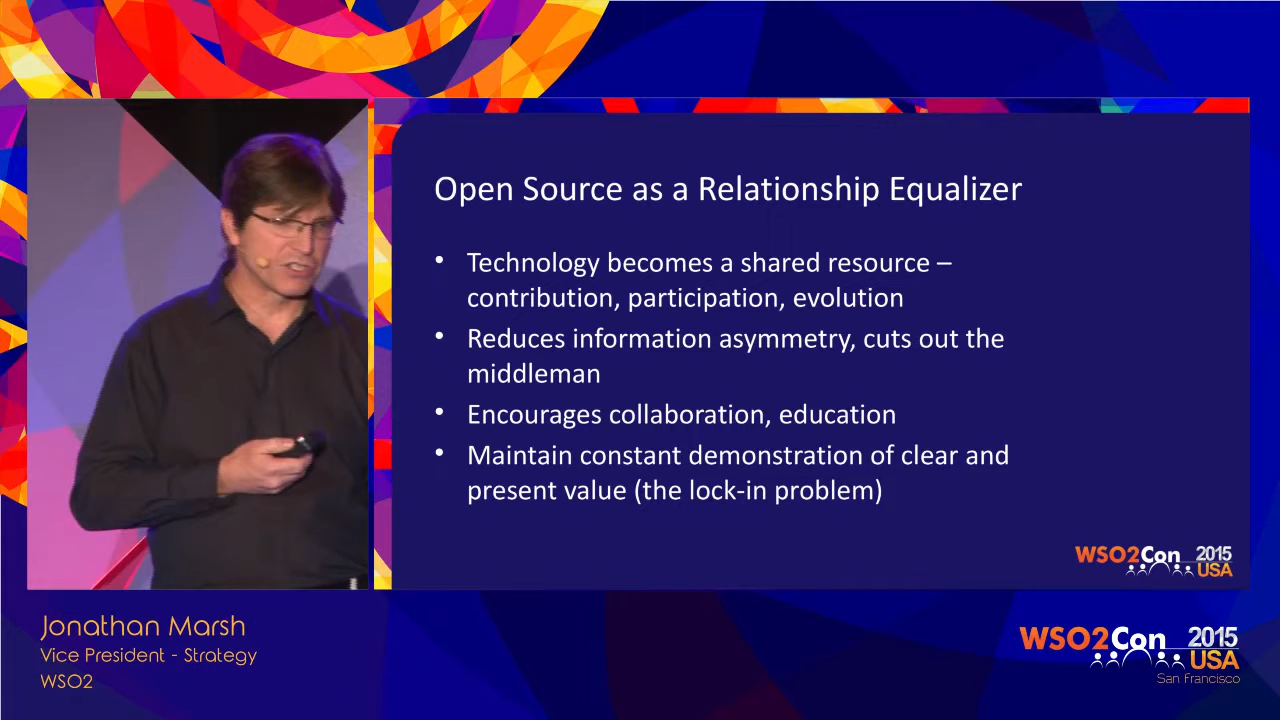 Open Source as a Relationship Equalizer
• Technology becomes a shared resource –
contribution, participation, evolution
• Reduces information asymmetry, cuts out the
middleman
• Encourages collaboration, education
• Maintain constant demonstration of clear and
present value (the lock-in problem)
WSO2Con 2015
USA
Jonathan Marsh
Vice President - Strategy
WSO2
WSO2Con 2015
USA
San Francisco